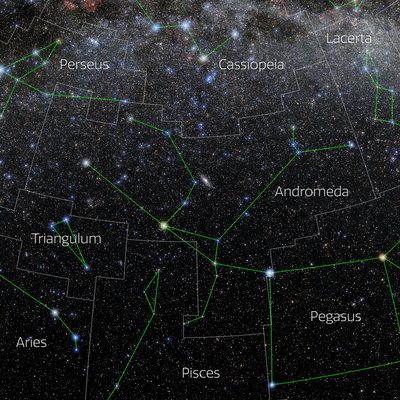 Lacerta
Perseus
Cassiopeia
Andromeda
Triangulum
Pegasus
Aries
Pisces